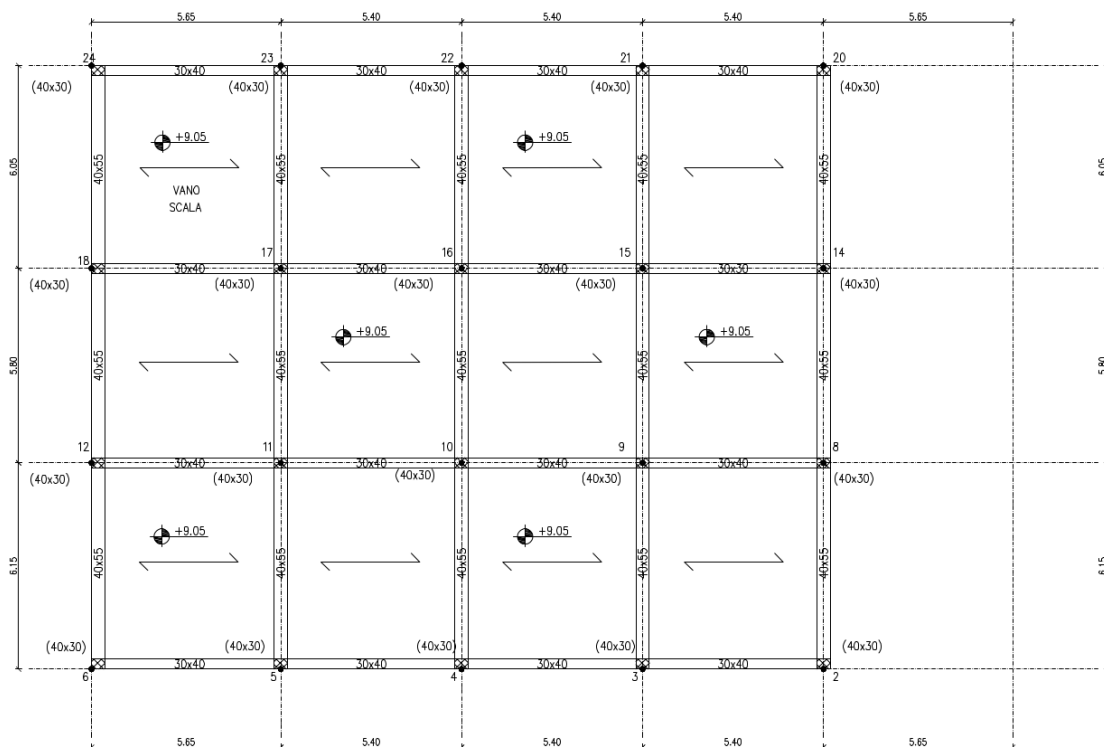 5.65 5.40 5.40 5.40 5.65
24 23 22 21 20
30x40 30x40 30x40 30x40
(40x30) (40x30) (40x30) (40x30) (40x30)
+9.05 +9.05
6.05 40x55 40x55 40x55 40x55 40x55 6.05
VANO
SCALA
18 17 16 15 14
30x40 30x40 30x40 30x30
(40x30) (40x30) (40x30) (40x30) (40x30)
+9.05 +9.05
5.80 40x55 40x55 40x55 40x55 40x55 5.80
12 11 10 9 8
30x40 30x40 30x40 30x40
(40x30) (40x30) (40x30) (40x30) (40x30)
+9.05 +9.05
6.15 40x55 40x55 40x55 40x55 40x55 6.15
(40x30) (40x30) (40x30) (40x30) (40x30)
30x40 30x40 30x40 30x40
6 5 4 3 2
5.65 5.40 5.40 5.40 5.65